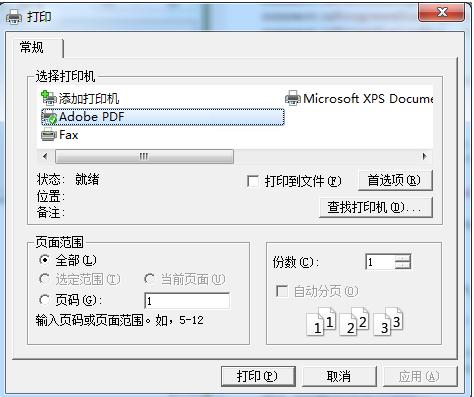 打印
常规
选择打印机
添加打印机
Microsoft XPS Docume
Adobe PDF
Fax
状态: 就绪
位置:
备注:
打印到文件(F)
首选项(R)
查找打印机(D)...
页面范围
全部(L)
选定范围(T)
当前页面(U)
页码(G):
1
输入页码或页面范围。如, 5-12
份数(C):
1
自动分页(O)
1 1 2 2 3 3
打印(P)
取消
应用(A)